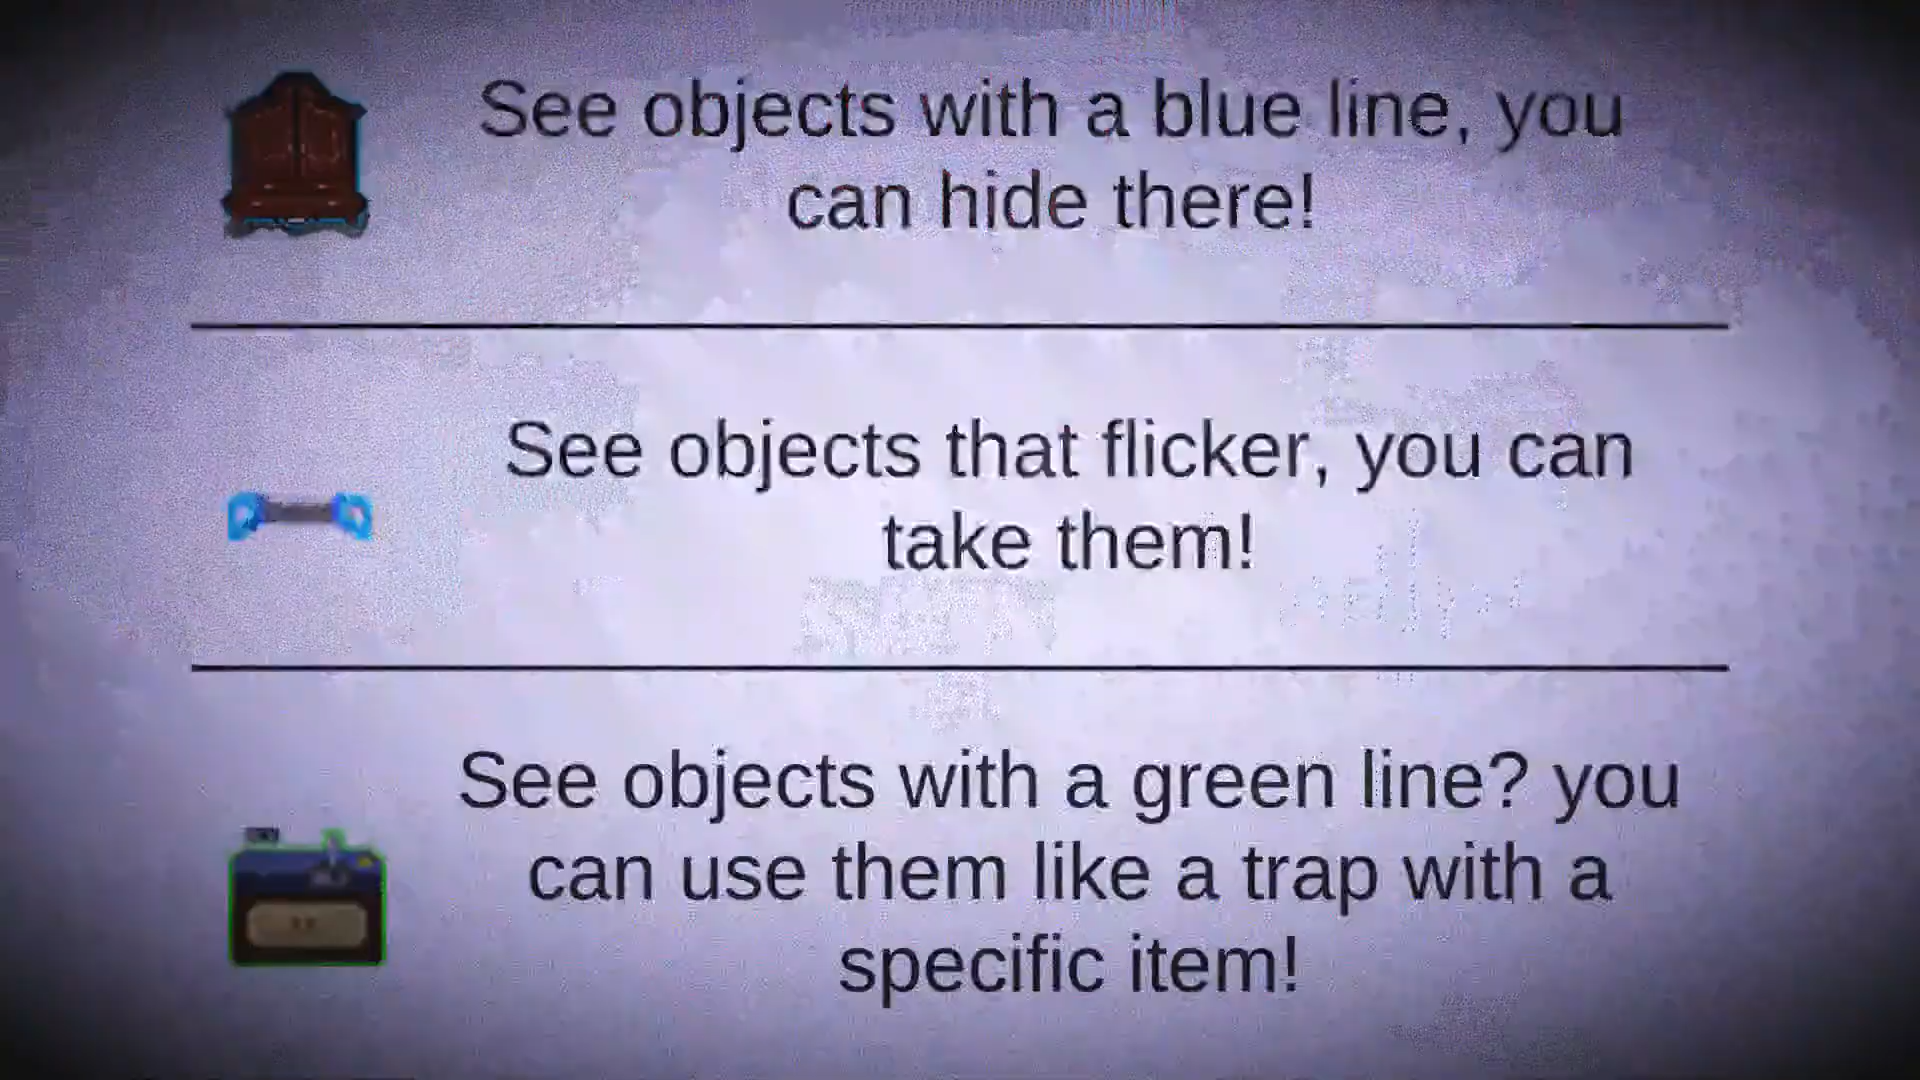 See objects with a blue line, you
can hide there!
See objects that flicker, you can
take them!
See objects with a green line? you
can use them like a trap with a
specific item!